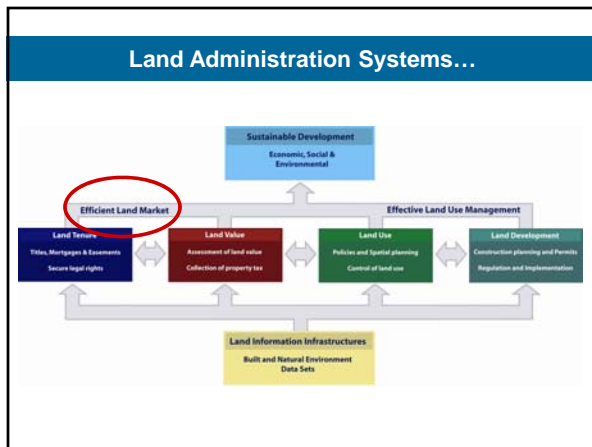 Land Administration Systems…
Sustainable Development
Economic, Social &
Environmental
Efficient Land Market
Effective Land Use Management
Land Tenure
Titles, Mortgages & Easements
Secure legal rights
Land Value
Assessment of land value
Collection of property tax
Land Use
Policies and Spatial planning
Control of land use
Land Development
Construction planning and Permits
Regulation and Implementation
Land Information Infrastructures
Built and Natural Environment
Data Sets